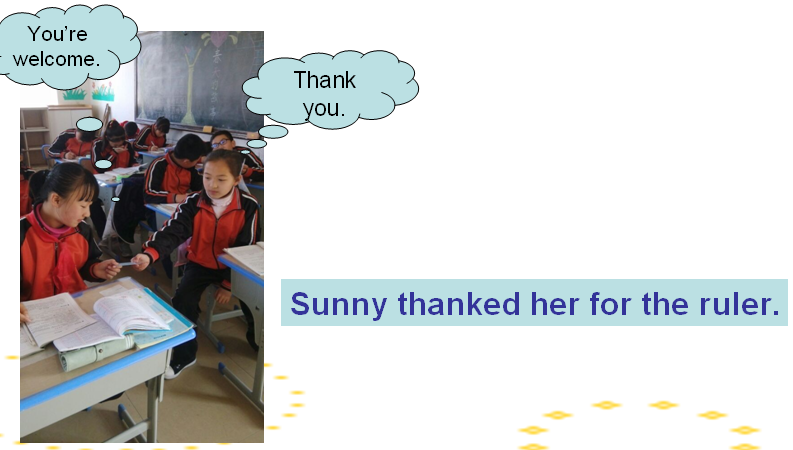 You're
welcome.
Thank
you.
Sunny thanked her for the ruler.